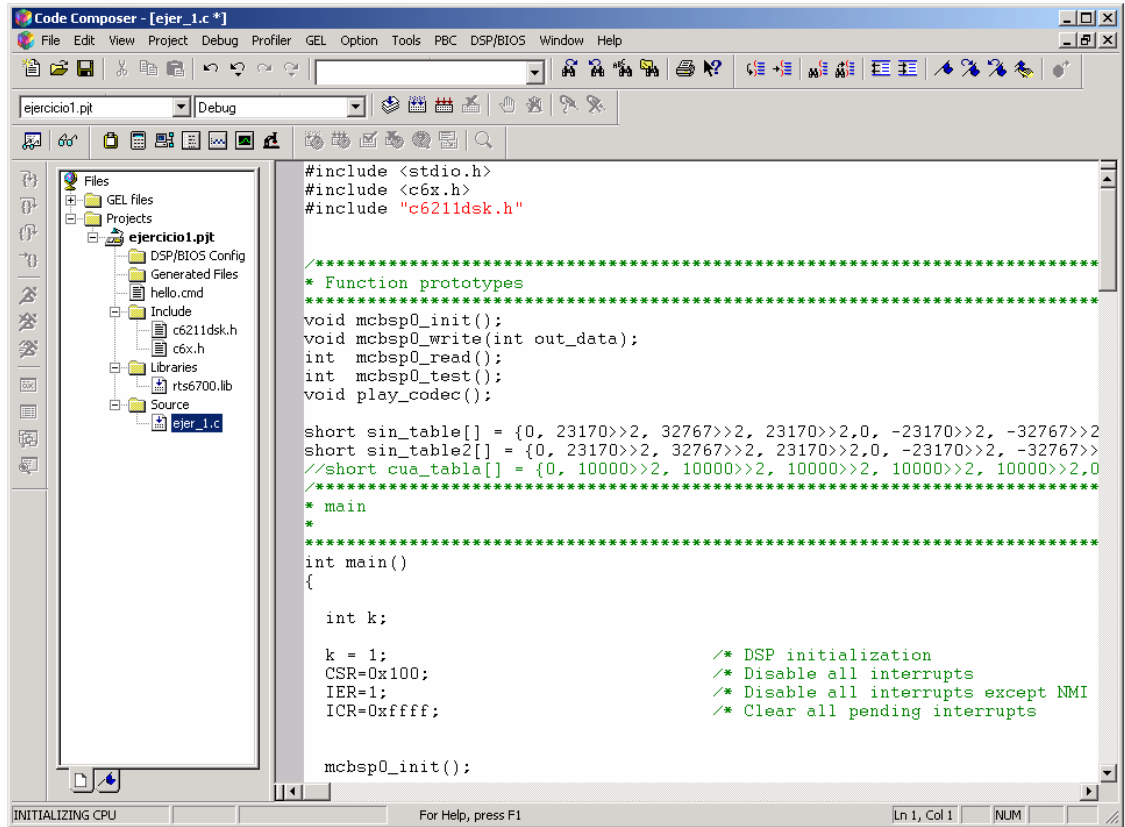 Code Composer - [ejer_1.c *]
File Edit View Project Debug Profiler GEL Option Tools PBC DSP/BIOS Window Help
ejercicio1.pjt Debug
Files
GEL files
Projects
ejercicio1.pjt
DSP/BIOS Config
Generated Files
hello.cmd
Include
c6211dsk.h
c6x.h
Libraries
rts6700.lib
Source
ejer_1.c
#include <stdio.h>
#include <c6x.h>
#include "c6211dsk.h"
/**************************************************************************
* Function prototypes
***************************************************************************
void mcbsp0_init();
void mcbsp0_write(int out_data);
int  mcbsp0_read();
int  mcbsp0_test();
void play_codec();
short sin_table[] = {0, 23170>>2, 32767>>2, 23170>>2,0, -23170>>2, -32767>>2
short sin_table2[] = {0, 23170>>2, 32767>>2, 23170>>2,0, -23170>>2, -32767>>
//short cua_tabla[] = {0, 10000>>2, 10000>>2, 10000>>2, 10000>>2, 10000>>2,0
/**************************************************************************
* main
*
***************************************************************************
int main()
{
int k;
k = 1; /* DSP initialization
CSR=0x100; /* Disable all interrupts
IER=1; /* Disable all interrupts except NMI
ICR=0xffff; /* Clear all pending interrupts
mcbsp0_init();
INITIALIZING CPU For Help, press F1 Ln 1, Col 1 NUM